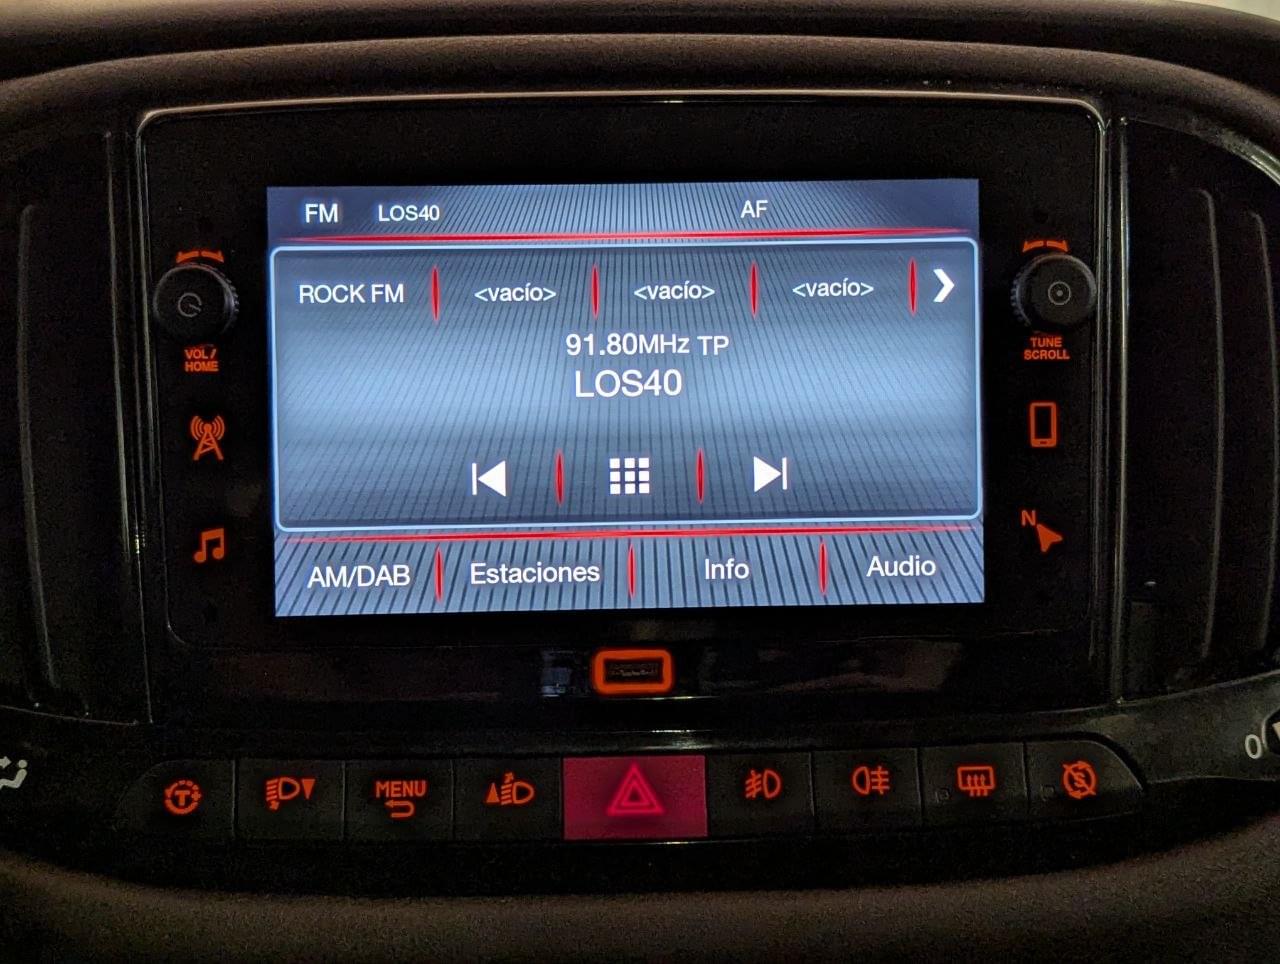 FM LOS40 AF
ROCK FM <vacío> <vacío> <vacío>
91.80MHz TP
LOS40
AM/DAB Estaciones Info Audio
VOL/
HOME
TUNE
SCROLL
N
T
MENU
S
0